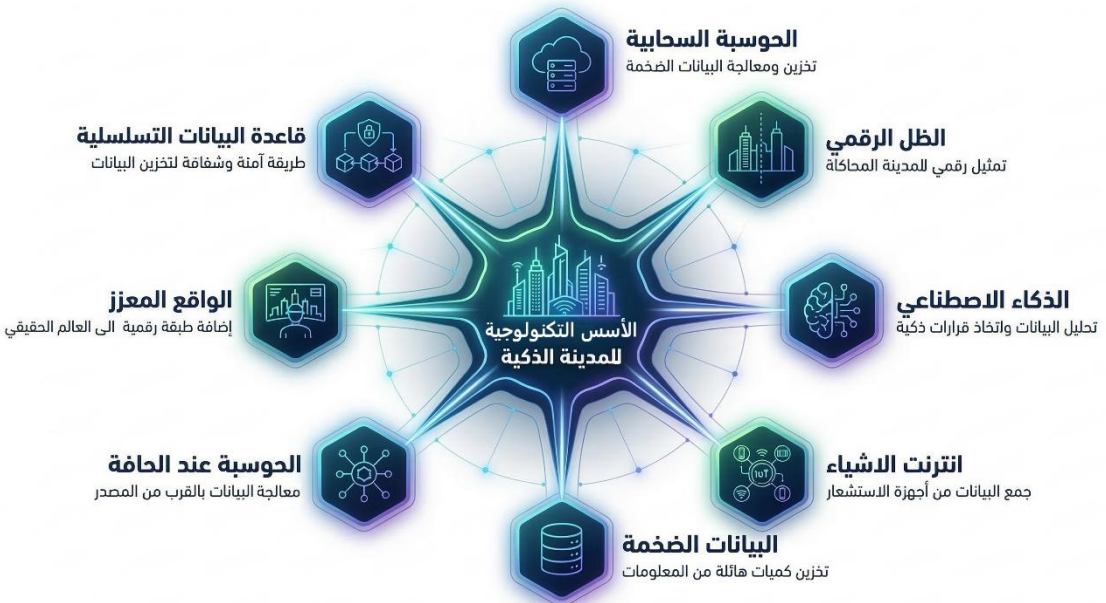 الحوسبة السحابية
تخزين ومعالجة البيانات الضخمة
الظل الرقمي
تمثيل رقمي للمدينة المحاكاة
قاعدة البيانات التسلسلية
طريقة آمنة وشفافة لتخزين البيانات
الذكاء الاصطناعي
تحليل البيانات واتخاذ قرارات ذكية
الأسس التكنولوجية
للمدينة الذكية
الواقع المعزز
إضافة طبقة رقمية الى العالم الحقيقي
انترنت الاشياء
جمع البيانات من أجهزة الاستشعار
IoT
الحوسبة عند الحافة
معالجة البيانات بالقرب من المصدر
البيانات الضخمة
تخزين كميات هائلة من المعلومات